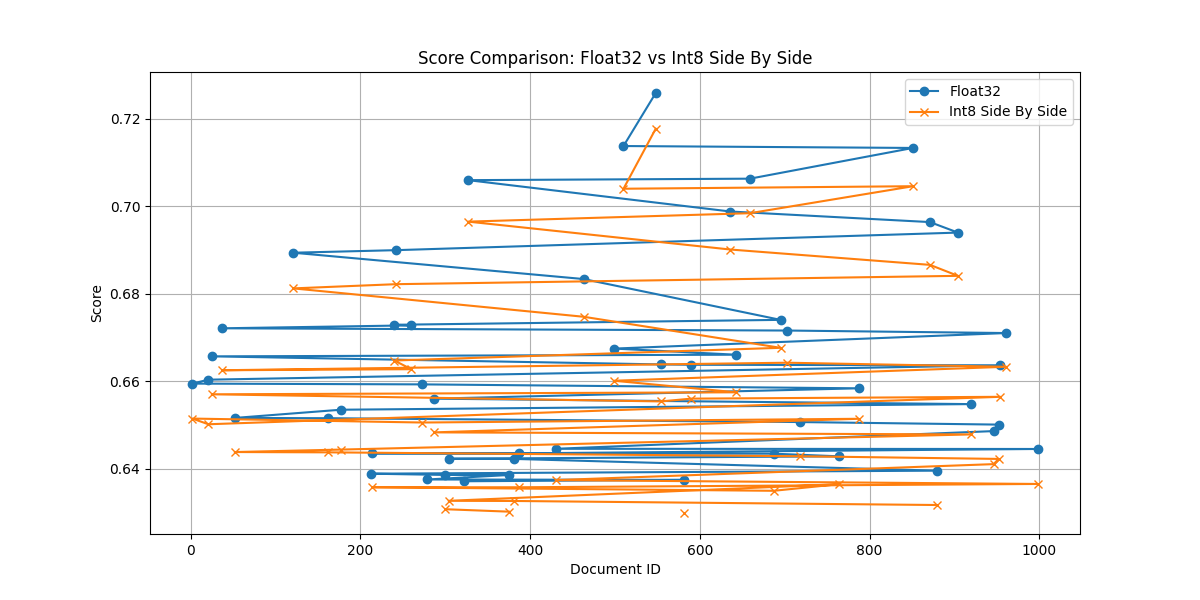 Score Comparison: Float32 vs Int8 Side By Side
Float32
Int8 Side By Side
0.72
0.70
0.68
0.66
0.64
Score
0
200
400
600
800
1000
Document ID